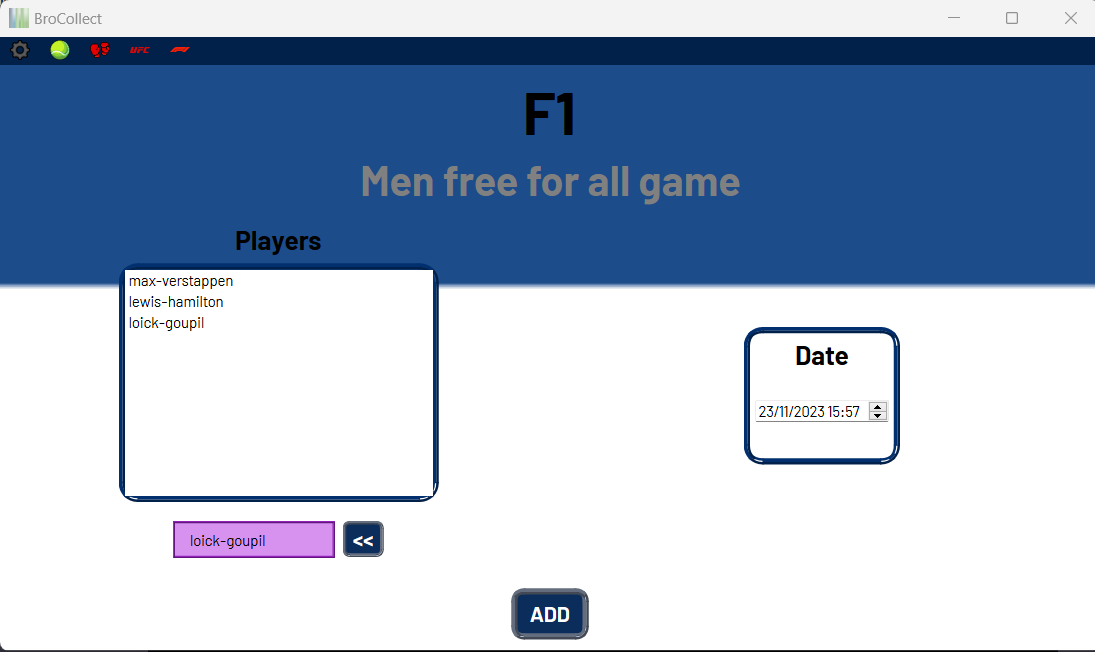 BroCollect
UFC
F1
Men free for all game
Players
max-verstappen
lewis-hamilton
loick-goupil
Date
23/11/2023 15:57
loick-goupil
<<
ADD